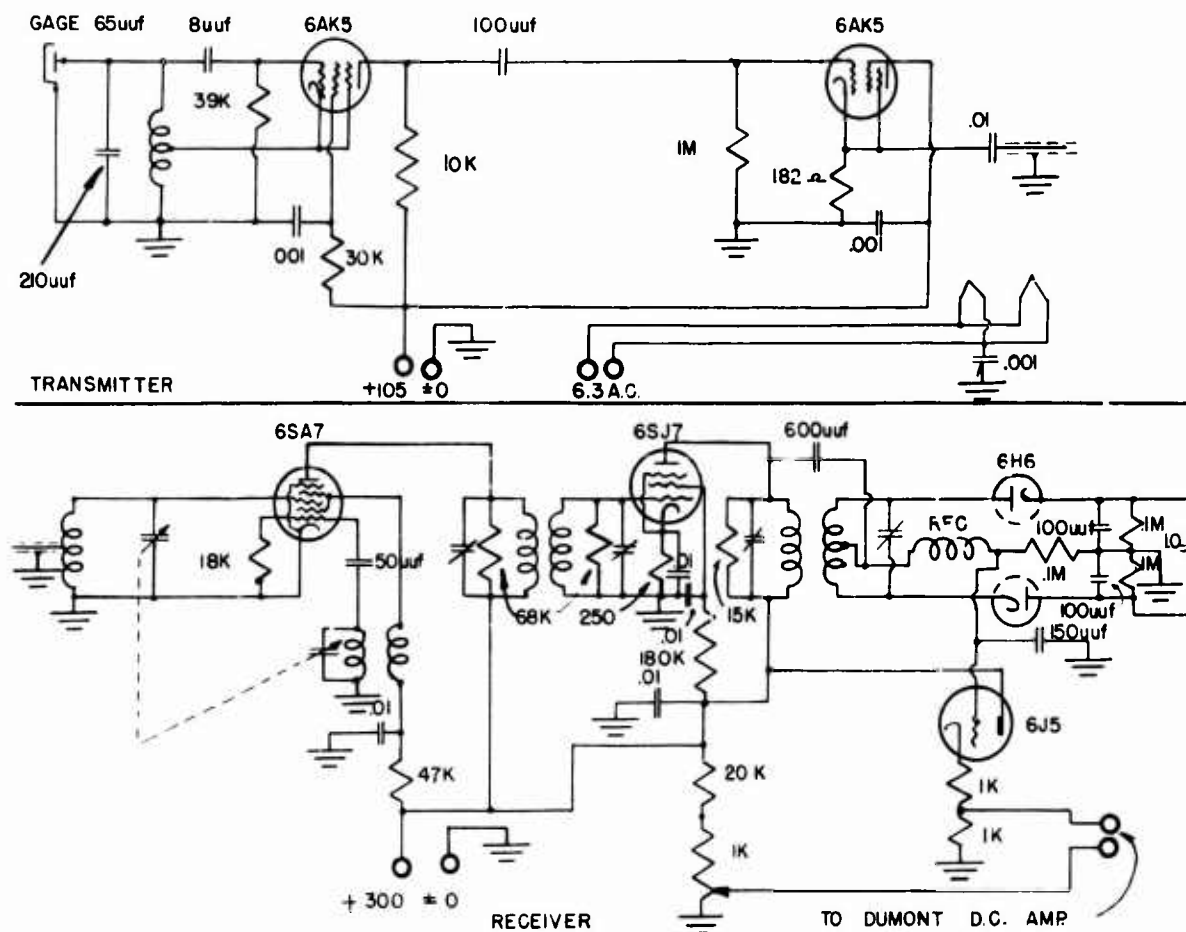 GAGE 65uuf 8uuf 6AK5 100uuf 6AK5
39K
.01
10K
1M
182 Ω
.001
001
30K
210uuf
.001
+105 ±0
6.3 A.C.
TRANSMITTER
6SA7
6SJ7
600uuf
6H6
RFC
100uuf
1M
10
18K
50uuf
.01
.1M
1M
68K
250
15K
100uuf
.01
150uuf
180K
.01
.01
6J5
47K
20K
1K
1K
1K
+300 ±0
RECEIVER
TO DUMONT D.C. AMP.